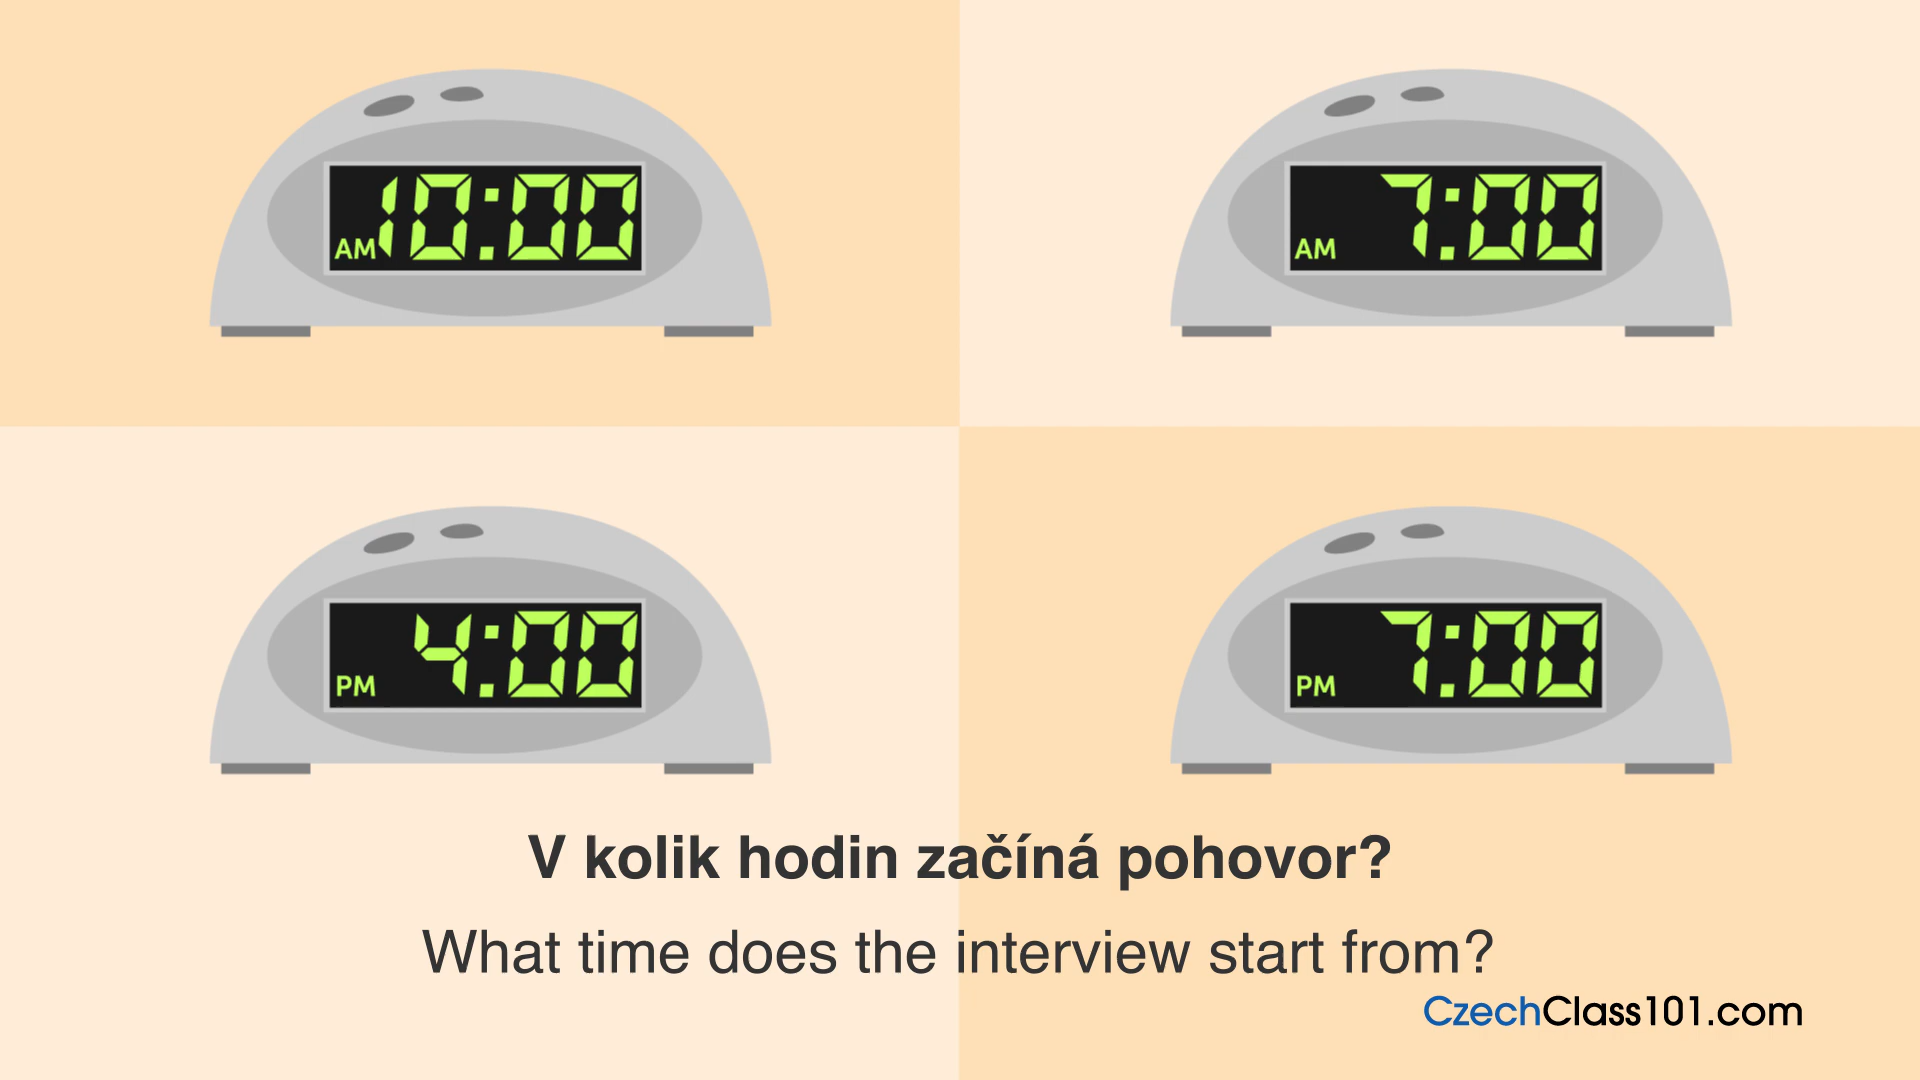 AM 10:00
AM 7:00
PM 4:00
PM 7:00
V kolik hodin začíná pohovor?
What time does the interview start from?
CzechClass101.com